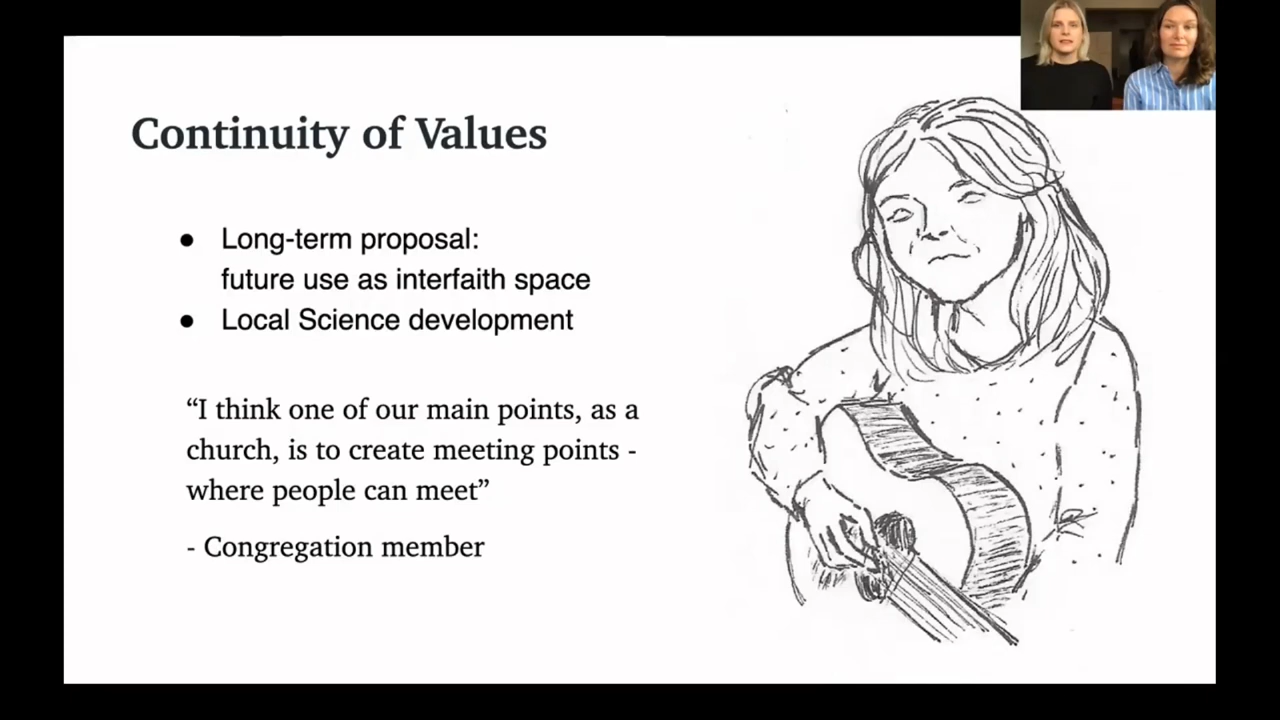 Continuity of Values
● Long-term proposal:
future use as interfaith space
● Local Science development
“I think one of our main points, as a
church, is to create meeting points -
where people can meet”
- Congregation member